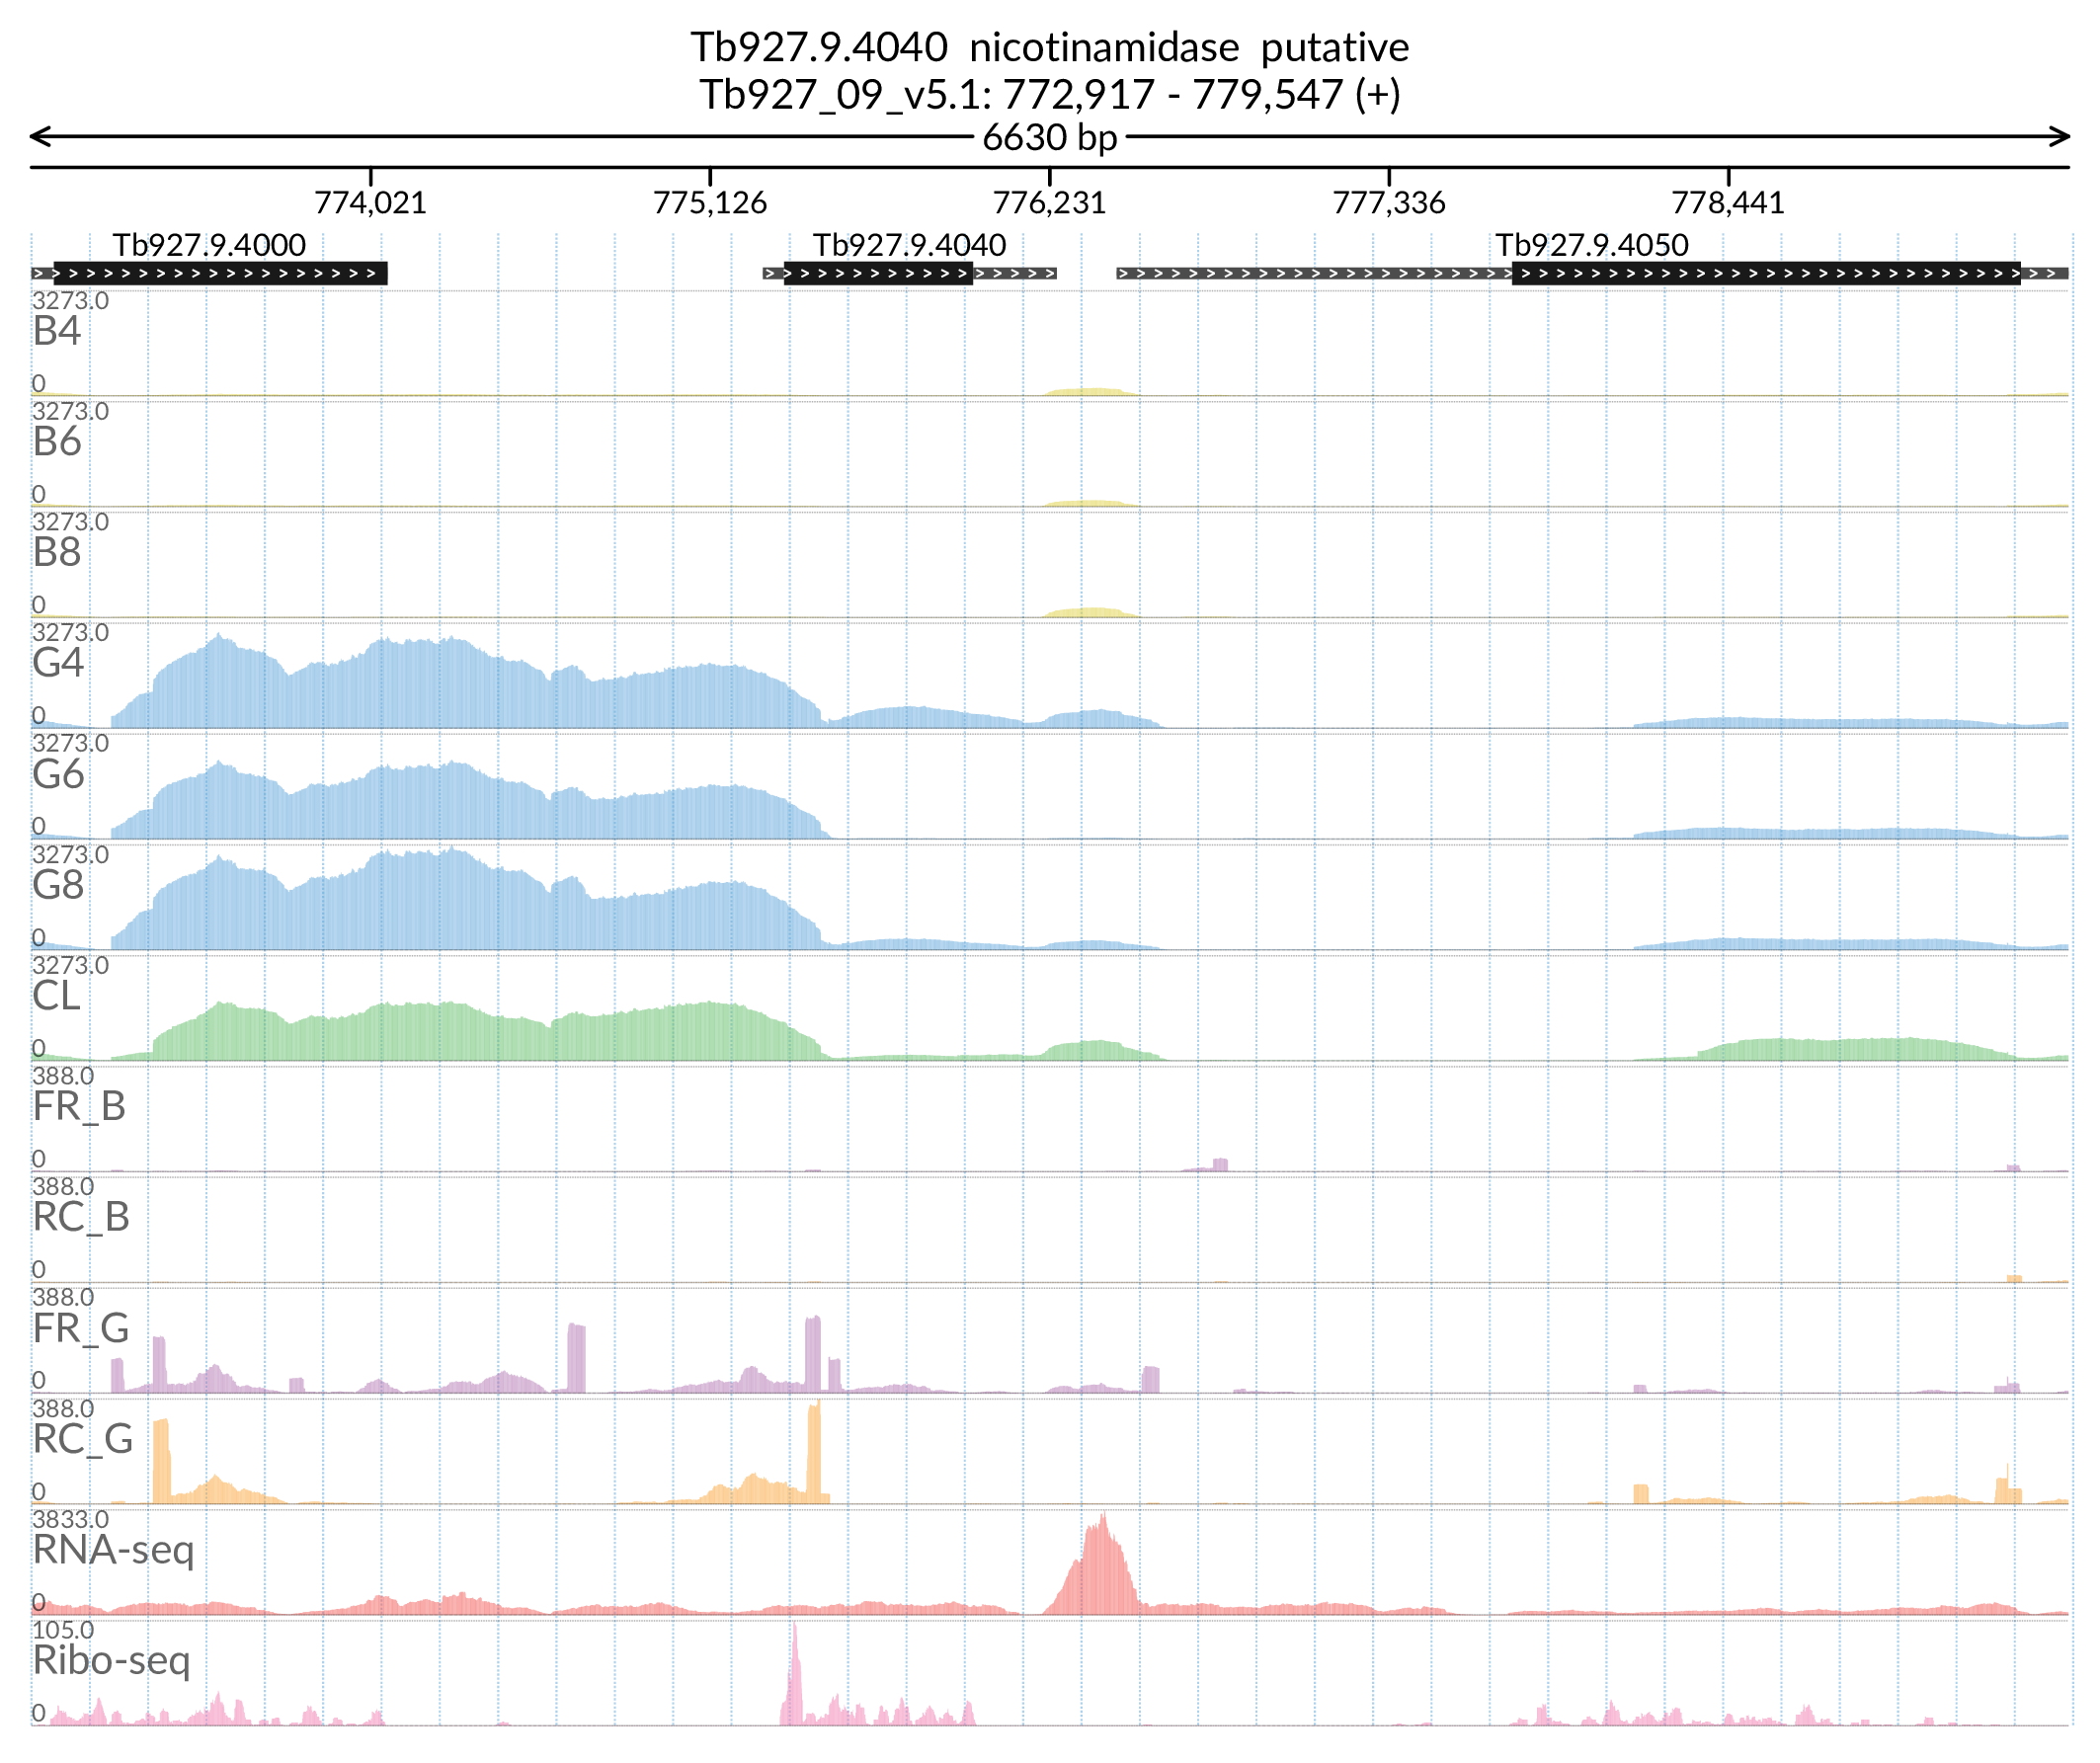 Tb927.9.4040 nicotinamidase putative
Tb927_09_v5.1: 772,917 - 779,547 (+)
6630 bp
774,021 775,126 776,231 777,336 778,441
Tb927.9.4000 Tb927.9.4040 Tb927.9.4050
3273.0
B4
0
3273.0
B6
0
3273.0
B8
0
3273.0
G4
0
3273.0
G6
0
3273.0
G8
0
3273.0
CL
0
388.0
FR_B
0
388.0
RC_B
0
388.0
FR_G
0
388.0
RC_G
0
3833.0
RNA-seq
0
105.0
Ribo-seq
0